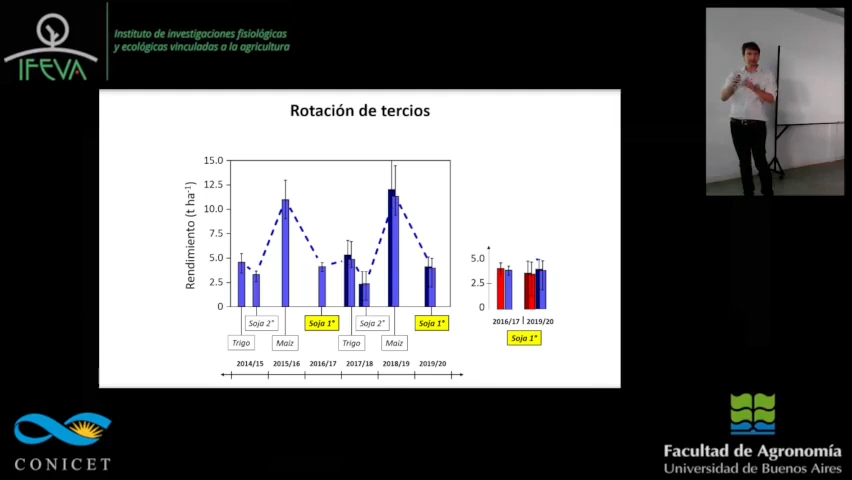 IFEVA
Instituto de investigaciones fisiológicas
y ecológicas vinculadas a la agricultura
Rotación de tercios
Rendimiento (t ha-1)
15.0
12.5
10.0
7.5
5.0
2.5
0
Soja 2°
Soja 1°
Soja 2°
Soja 1°
Trigo
Maiz
Trigo
Maiz
2014/15
2015/16
2016/17
2017/18
2018/19
2019/20
5.0
2.5
0
2016/17 | 2019/20
Soja 1°
CONICET
Facultad de Agronomía
Universidad de Buenos Aires